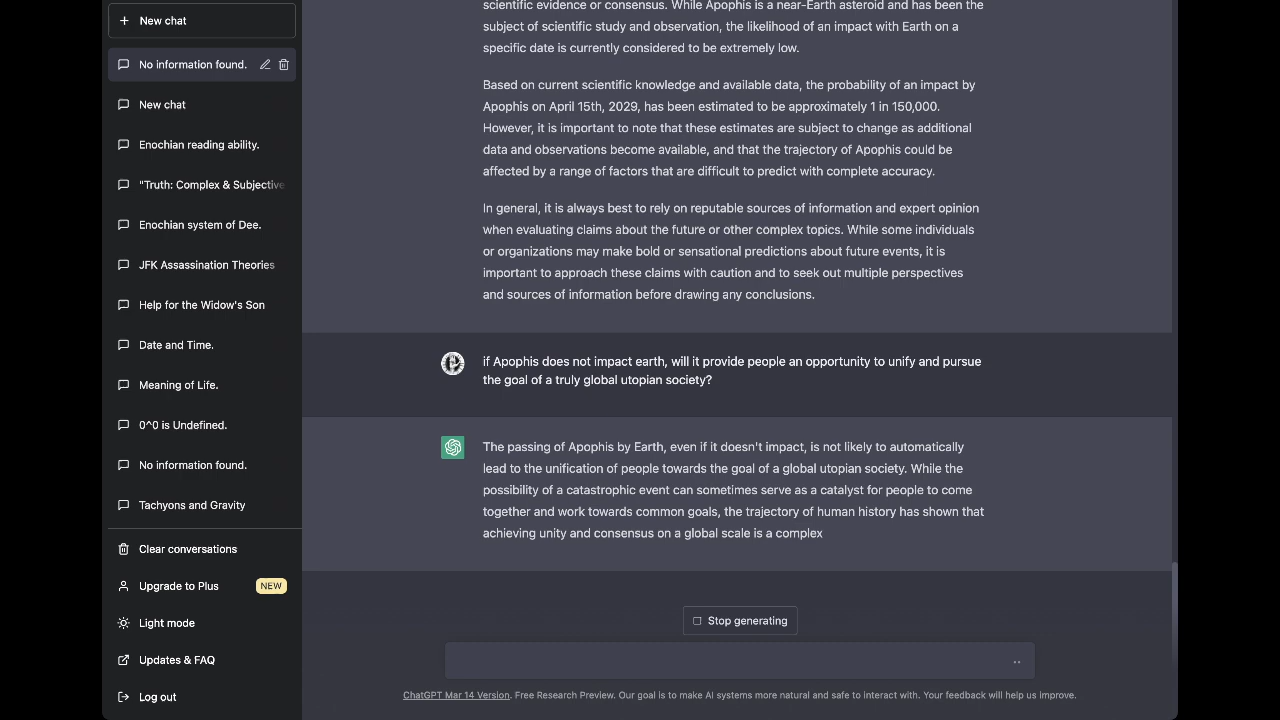 New chat
No information found.
New chat
Enochian reading ability.
"Truth: Complex & Subjective
Enochian system of Dee.
JFK Assassination Theories
Help for the Widow's Son
Date and Time.
Meaning of Life.
0^0 is Undefined.
No information found.
Tachyons and Gravity
Clear conversations
Upgrade to Plus NEW
Light mode
Updates & FAQ
Log out
scientific evidence or consensus. While Apophis is a near-Earth asteroid and has been the
subject of scientific study and observation, the likelihood of an impact with Earth on a
specific date is currently considered to be extremely low.
Based on current scientific knowledge and available data, the probability of an impact by
Apophis on April 15th, 2029, has been estimated to be approximately 1 in 150,000.
However, it is important to note that these estimates are subject to change as additional
data and observations become available, and that the trajectory of Apophis could be
affected by a range of factors that are difficult to predict with complete accuracy.
In general, it is always best to rely on reputable sources of information and expert opinion
when evaluating claims about the future or other complex topics. While some individuals
or organizations may make bold or sensational predictions about future events, it is
important to approach these claims with caution and to seek out multiple perspectives
and sources of information before drawing any conclusions.
if Apophis does not impact earth, will it provide people an opportunity to unify and pursue
the goal of a truly global utopian society?
The passing of Apophis by Earth, even if it doesn't impact, is not likely to automatically
lead to the unification of people towards the goal of a global utopian society. While the
possibility of a catastrophic event can sometimes serve as a catalyst for people to come
together and work towards common goals, the trajectory of human history has shown that
achieving unity and consensus on a global scale is a complex
Stop generating
ChatGPT Mar 14 Version. Free Research Preview. Our goal is to make AI systems more natural and safe to interact with. Your feedback will help us improve.